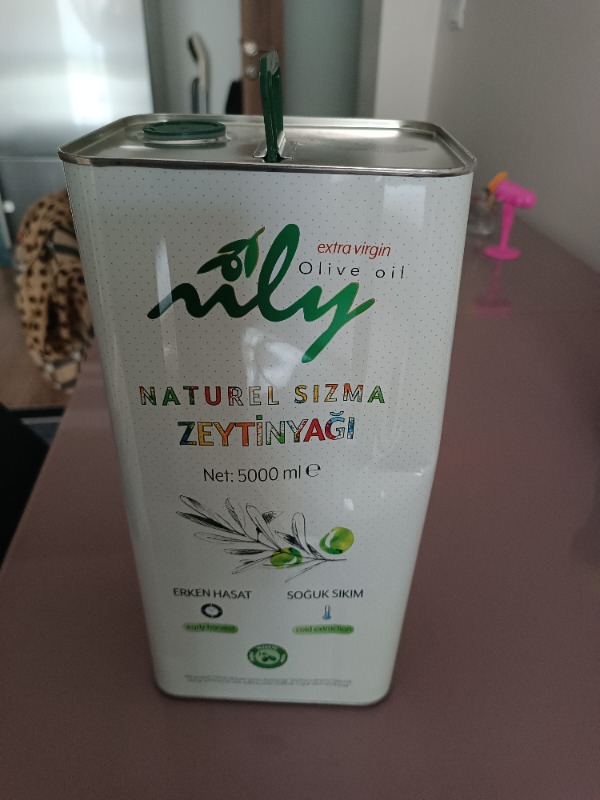 extra virgin
Olive oil
nily
NATUREL SIZMA
ZEYTİNYAĞI
Net: 5000 ml ℮
ERKEN HASAT
SOĞUK SIKIM
early harvest
cold extraction